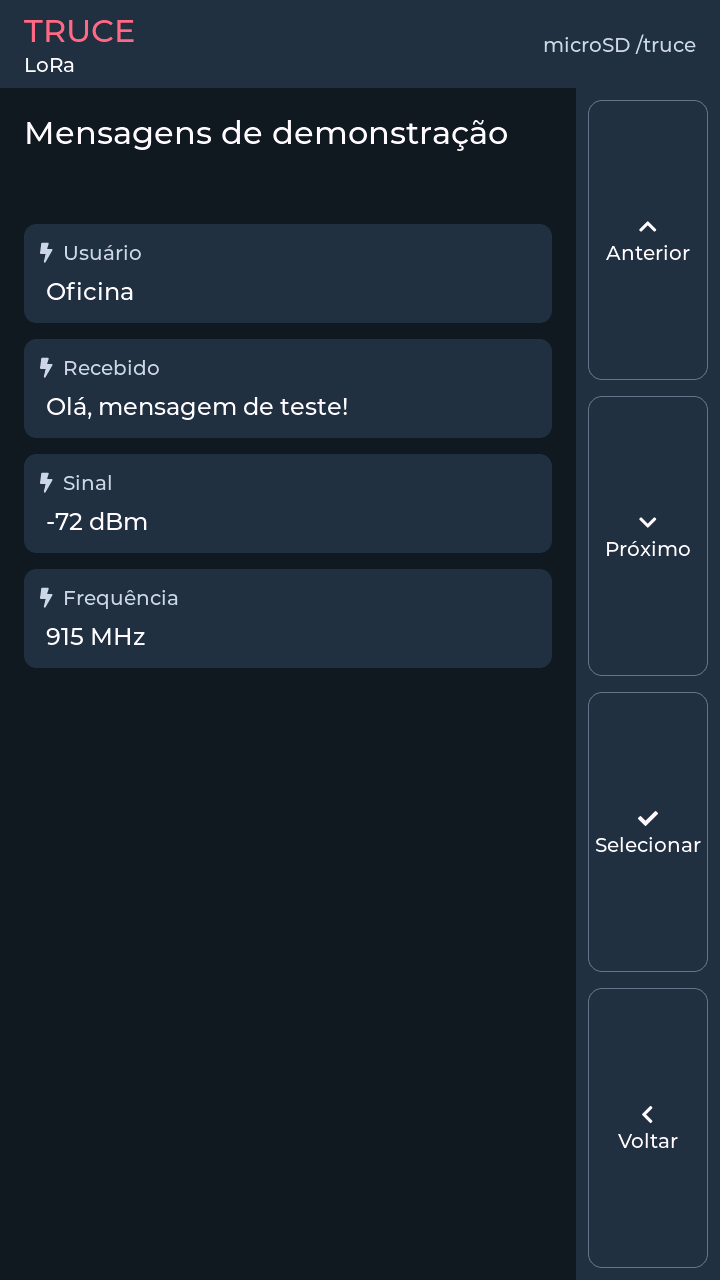 TRUCE
LoRa
microSD /truce
Mensagens de demonstração
Usuário
Oficina
Recebido
Olá, mensagem de teste!
Sinal
-72 dBm
Frequência
915 MHz
Anterior
Próximo
Selecionar
Voltar